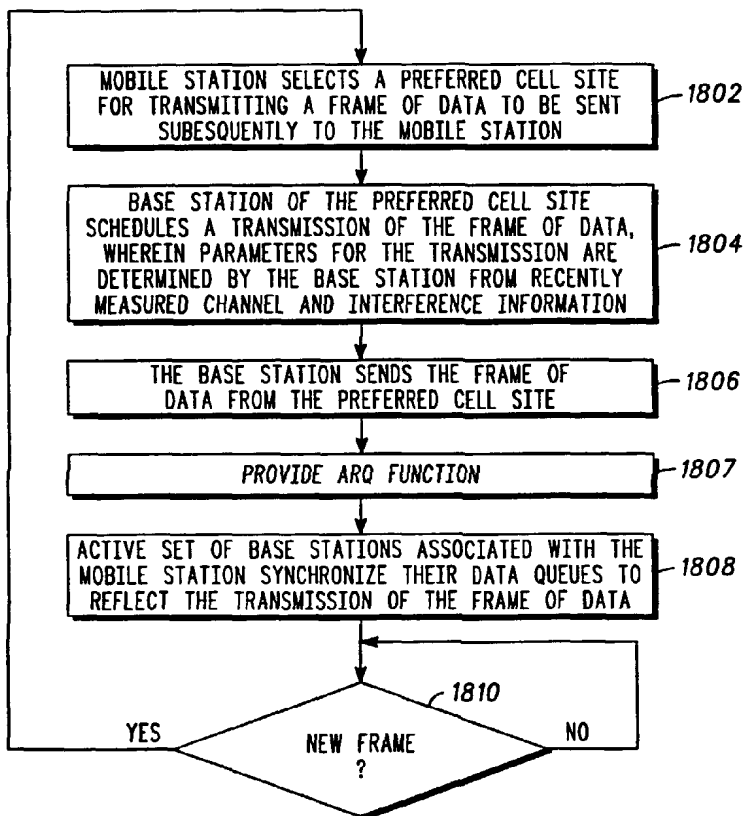 MOBILE STATION SELECTS A PREFERRED CELL SITE
FOR TRANSMITTING A FRAME OF DATA TO BE SENT
SUBESQUENTLY TO THE MOBILE STATION
1802
BASE STATION OF THE PREFERRED CELL SITE
SCHEDULES A TRANSMISSION OF THE FRAME OF DATA,
WHEREIN PARAMETERS FOR THE TRANSMISSION ARE
DETERMINED BY THE BASE STATION FROM RECENTLY
MEASURED CHANNEL AND INTERFERENCE INFORMATION
1804
THE BASE STATION SENDS THE FRAME OF
DATA FROM THE PREFERRED CELL SITE
1806
PROVIDE ARQ FUNCTION
1807
ACTIVE SET OF BASE STATIONS ASSOCIATED WITH THE
MOBILE STATION SYNCHRONIZE THEIR DATA QUEUES TO
REFLECT THE TRANSMISSION OF THE FRAME OF DATA
1808
1810
YES
NEW FRAME
?
NO